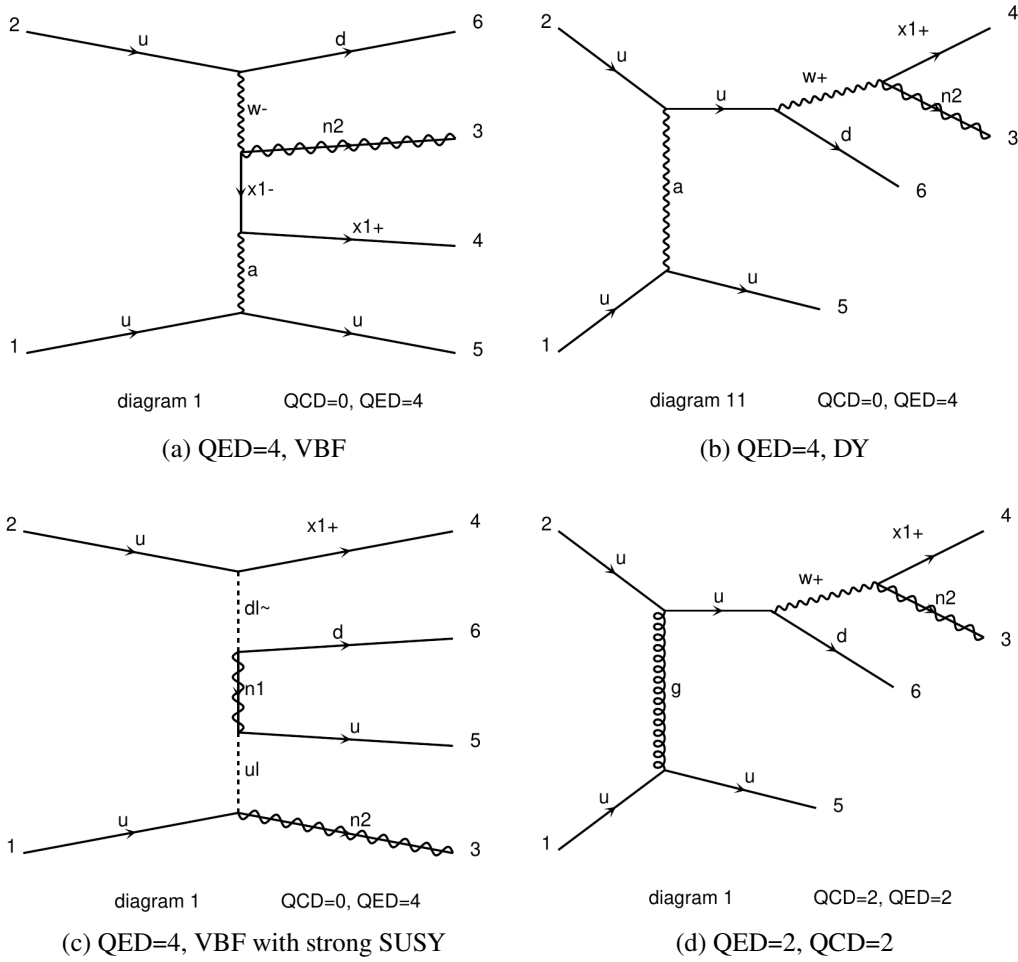 2 u d 6
w-
n2 3
x1-
x1+ 4
a
1 u u 5
diagram 1 QCD=0, QED=4
(a) QED=4, VBF
2 u x1+ 4
w+
u n2
3
d
a 6
u u
5
1
diagram 11 QCD=0, QED=4
(b) QED=4, DY
2 u x1+ 4
dl~
d 6
n1
u 5
ul
1 u n2 3
diagram 1 QCD=0, QED=4
(c) QED=4, VBF with strong SUSY
2 u x1+ 4
w+
u n2
3
d
g 6
u u
5
1
diagram 1 QCD=2, QED=2
(d) QED=2, QCD=2